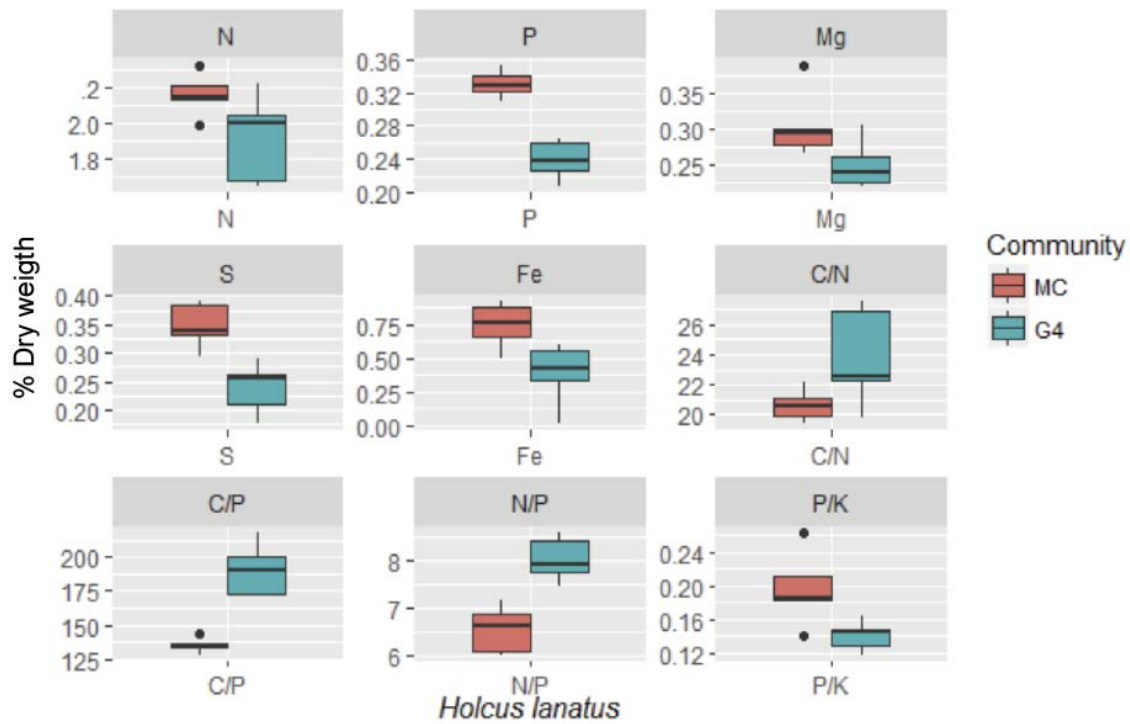 N P Mg
.2 2.0 1.8
0.36 0.32 0.28 0.24 0.20
0.35 0.30 0.25
N P Mg
% Dry weigth
S Fe C/N
0.40 0.35 0.30 0.25 0.20
0.75 0.50 0.25 0.00
26 24 22 20
S Fe C/N
C/P N/P P/K
200 175 150 125
8 7 6
0.24 0.20 0.16 0.12
C/P N/P P/K
Holcus lanatus
Community
MC
G4